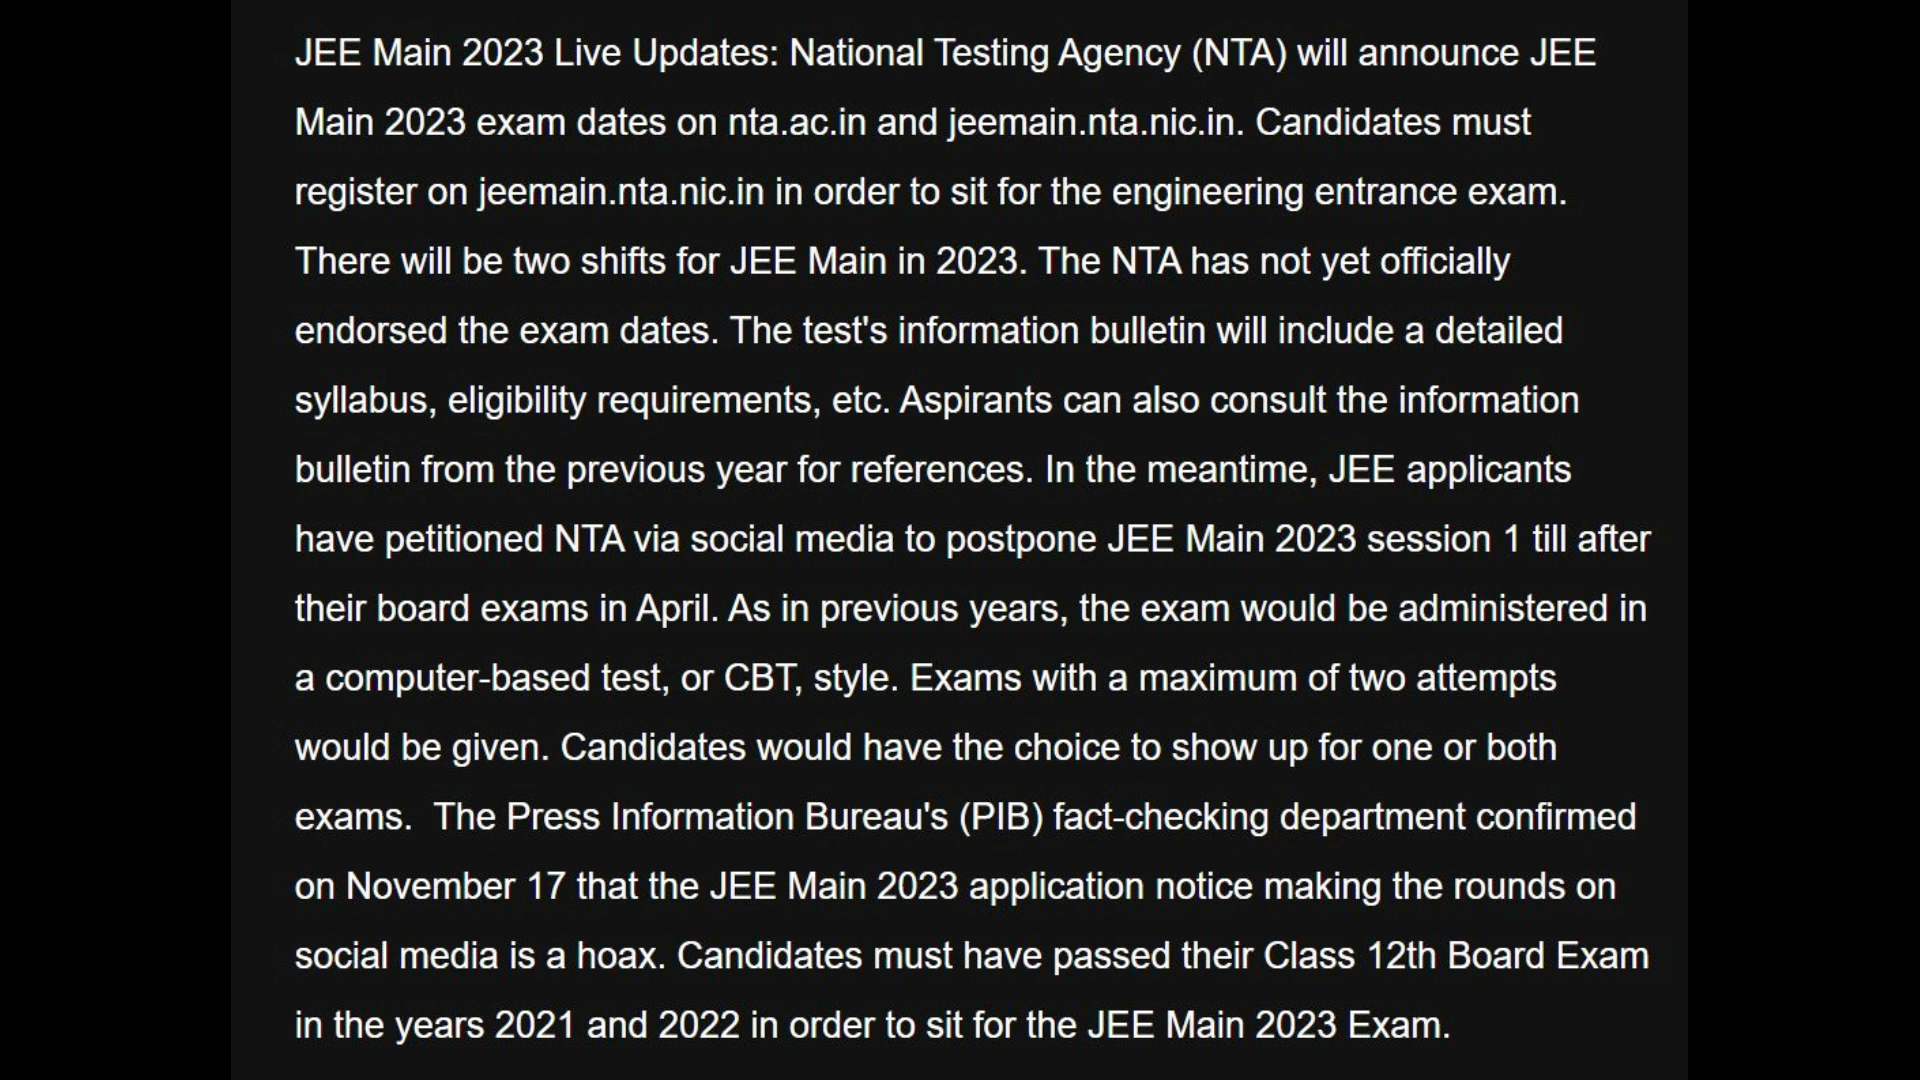 JEE Main 2023 Live Updates: National Testing Agency (NTA) will announce JEE
Main 2023 exam dates on nta.ac.in and jeemain.nta.nic.in. Candidates must
register on jeemain.nta.nic.in in order to sit for the engineering entrance exam.
There will be two shifts for JEE Main in 2023. The NTA has not yet officially
endorsed the exam dates. The test's information bulletin will include a detailed
syllabus, eligibility requirements, etc. Aspirants can also consult the information
bulletin from the previous year for references. In the meantime, JEE applicants
have petitioned NTA via social media to postpone JEE Main 2023 session 1 till after
their board exams in April. As in previous years, the exam would be administered in
a computer-based test, or CBT, style. Exams with a maximum of two attempts
would be given. Candidates would have the choice to show up for one or both
exams.  The Press Information Bureau's (PIB) fact-checking department confirmed
on November 17 that the JEE Main 2023 application notice making the rounds on
social media is a hoax. Candidates must have passed their Class 12th Board Exam
in the years 2021 and 2022 in order to sit for the JEE Main 2023 Exam.